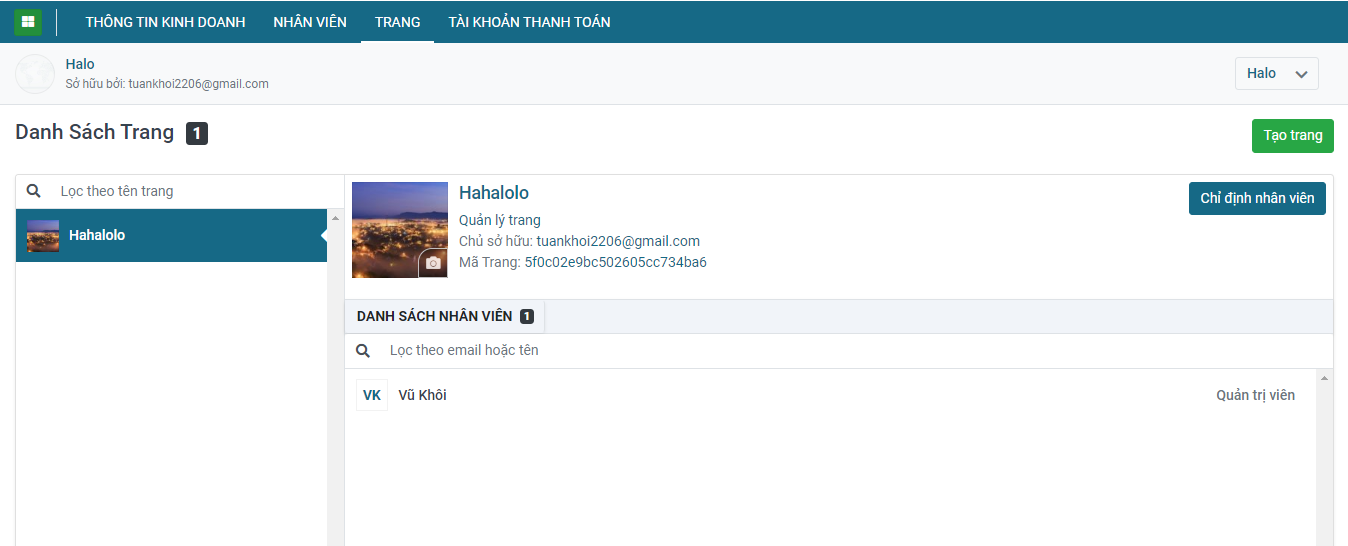 THÔNG TIN KINH DOANH NHÂN VIÊN TRANG TÀI KHOẢN THANH TOÁN
Halo
Sở hữu bởi: tuankhoi2206@gmail.com
Halo
Danh Sách Trang 1
Tạo trang
Lọc theo tên trang
Hahalolo
Hahalolo
Quản lý trang
Chủ sở hữu: tuankhoi2206@gmail.com
Mã Trang: 5f0c02e9bc502605cc734ba6
Chỉ định nhân viên
DANH SÁCH NHÂN VIÊN 1
Lọc theo email hoặc tên
VK Vũ Khôi Quản trị viên